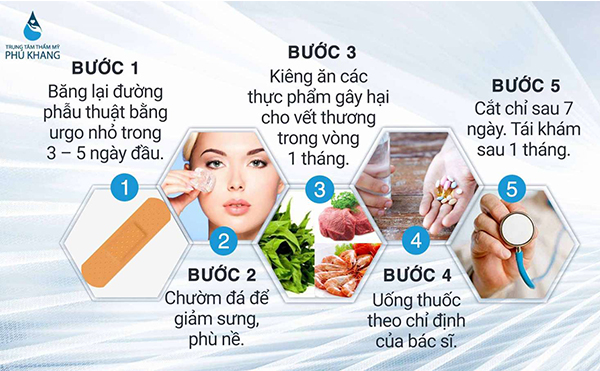 TRUNG TÂM THẨM MỸ
PHÚ KHANG
BƯỚC 1
Băng lại đường
phẫu thuật bằng
urgo nhỏ trong
3 – 5 ngày đầu.
1
BƯỚC 2
Chườm đá để
giảm sưng,
phù nề.
2
BƯỚC 3
Kiêng ăn các
thực phẩm gây hại
cho vết thương
trong vòng
1 tháng.
3
BƯỚC 4
Uống thuốc
theo chỉ định
của bác sĩ.
4
BƯỚC 5
Cắt chỉ sau 7
ngày. Tái khám
sau 1 tháng.
5